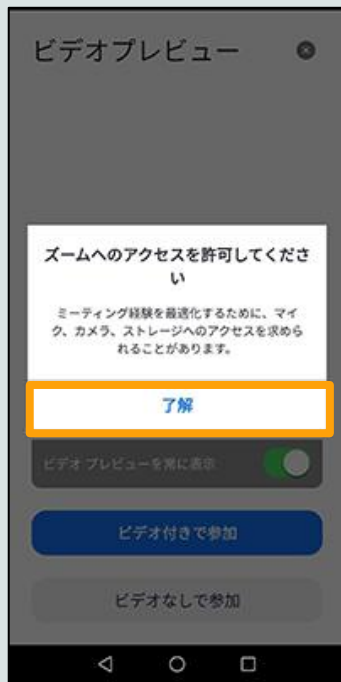 ビデオプレビュー
ズームへのアクセスを許可してくださ
い
ミーティング経験を最適化するために、マイ
ク、カメラ、ストレージへのアクセスを求めら
れることがあります。
了解
ビデオ プレビューを常に表示
ビデオ付きで参加
ビデオなしで参加